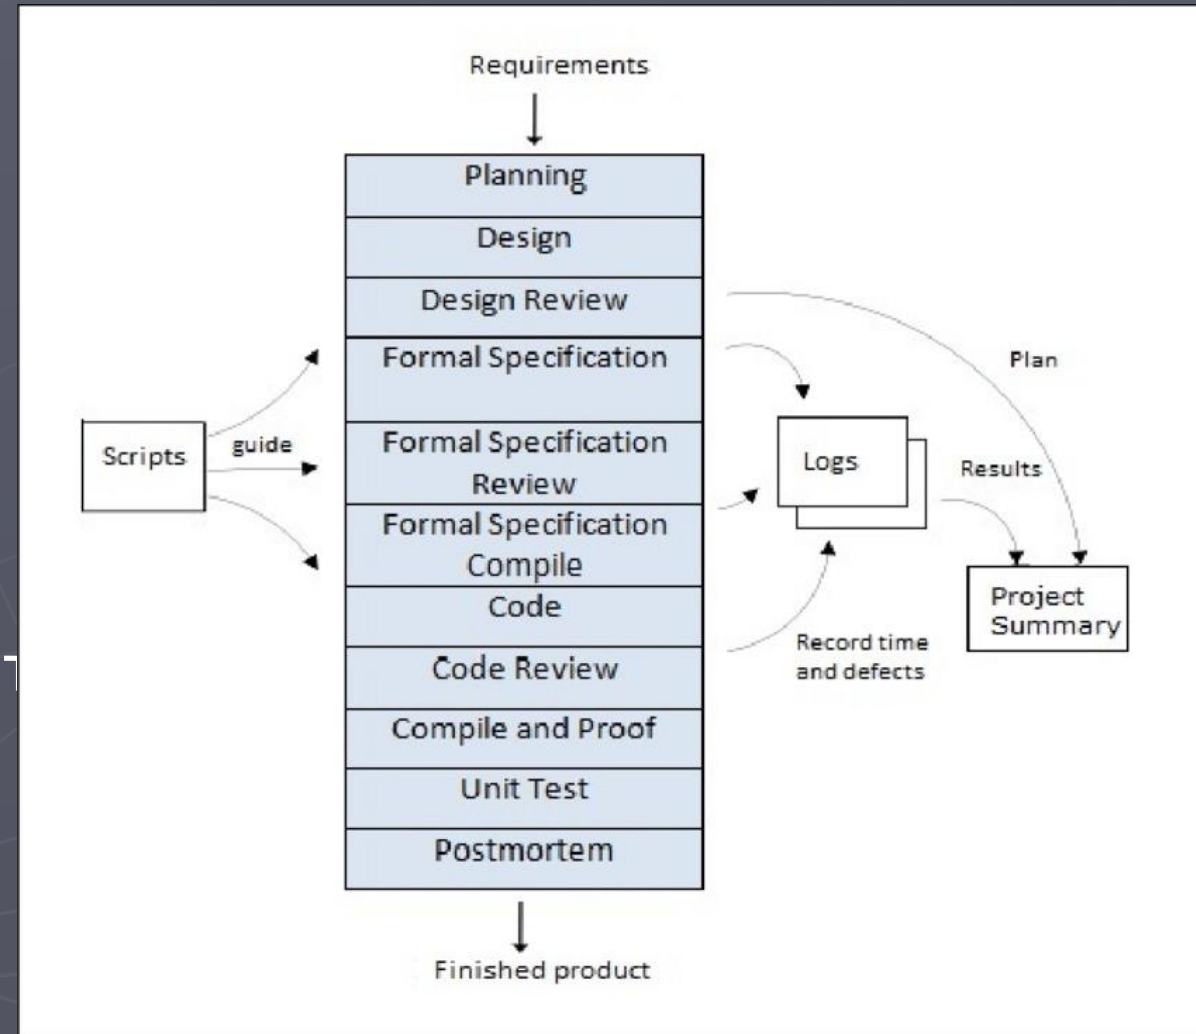 Requirements
Planning
Design
Design Review
Formal Specification
Formal Specification
Review
Formal Specification
Compile
Code
Code Review
Compile and Proof
Unit Test
Postmortem
Finished product
Scripts
guide
Logs
Plan
Results
Record time
and defects
Project
Summary